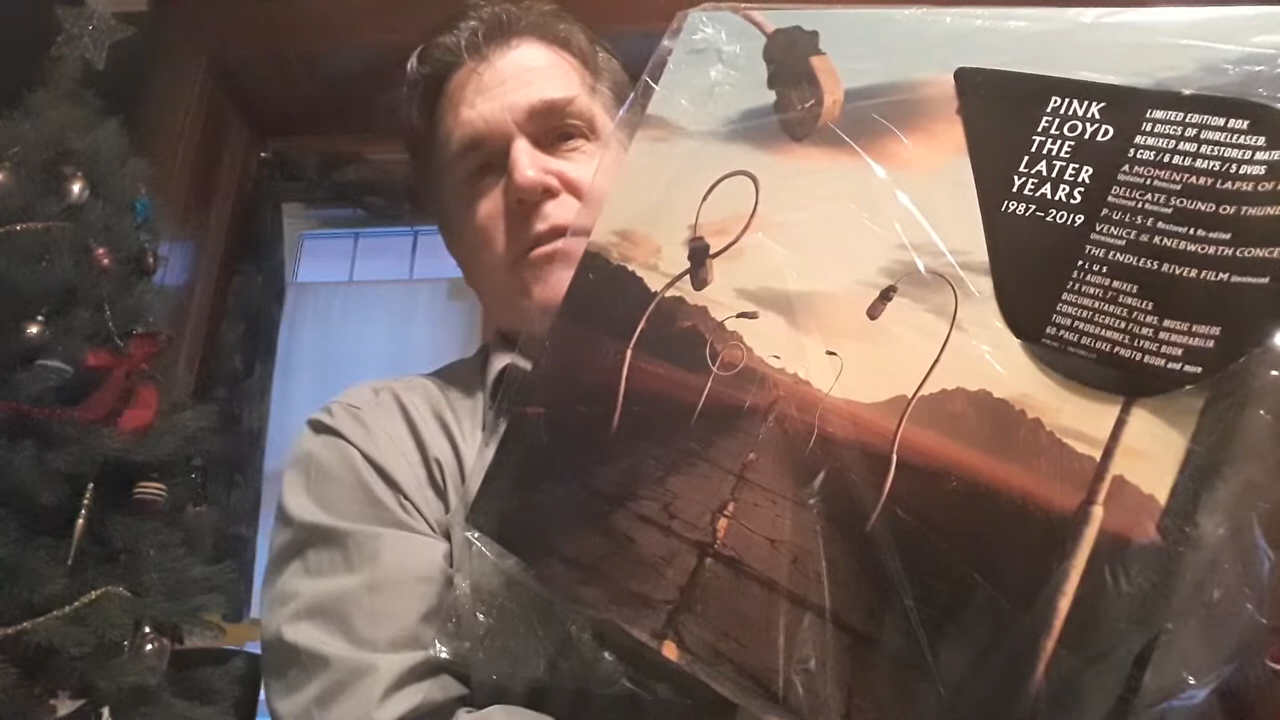 PINK
FLOYD
THE
LATER
YEARS
1987–2019
LIMITED EDITION BOX
16 DISCS OF UNRELEASED,
REMIXED AND RESTORED
5 CDS / 6 BLU-RAYS / 5 DVDS
A MOMENTARY LAPSE OF
Updated & Remixed
DELICATE SOUND OF
Restored & Remixed
P·U·L·S·E Restored & Re-edited
VENICE & KNEBWORTH
Unreleased
THE ENDLESS RIVER FILM Unreleased
PLUS
5.1 AUDIO MIXES
2 X VINYL 7" SINGLES
DOCUMENTARIES, FILMS, MUSIC VIDEOS
CONCERT SCREEN FILMS, MEMORABILIA
TOUR PROGRAMMES, LYRIC BOOK
60-PAGE DELUXE PHOTO BOOK and more